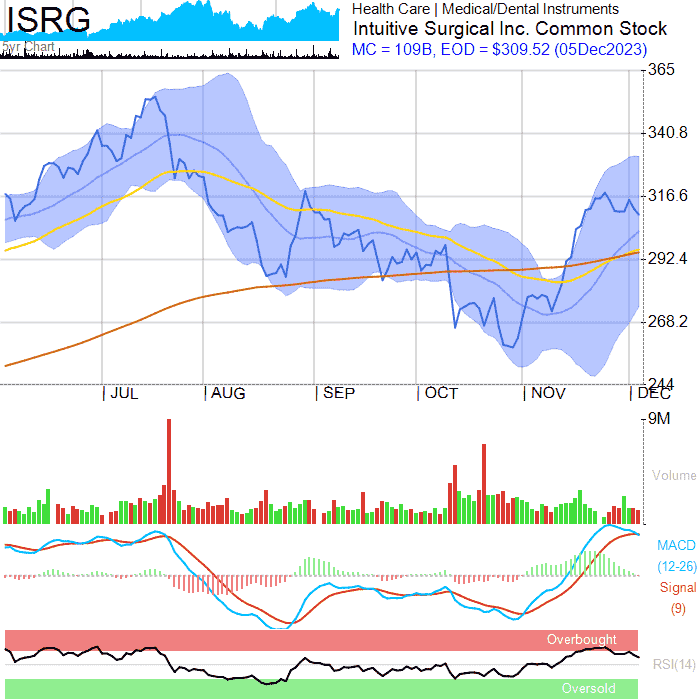 ISRG
5yr Chart
Health Care | Medical/Dental Instruments
Intuitive Surgical Inc. Common Stock
MC = 109B, EOD = $309.52 (05Dec2023)
365
340.8
316.6
292.4
268.2
244
JUL
AUG
SEP
OCT
NOV
DEC
9M
Volume
MACD
(12-26)
Signal
(9)
Overbought
RSI(14)
Oversold